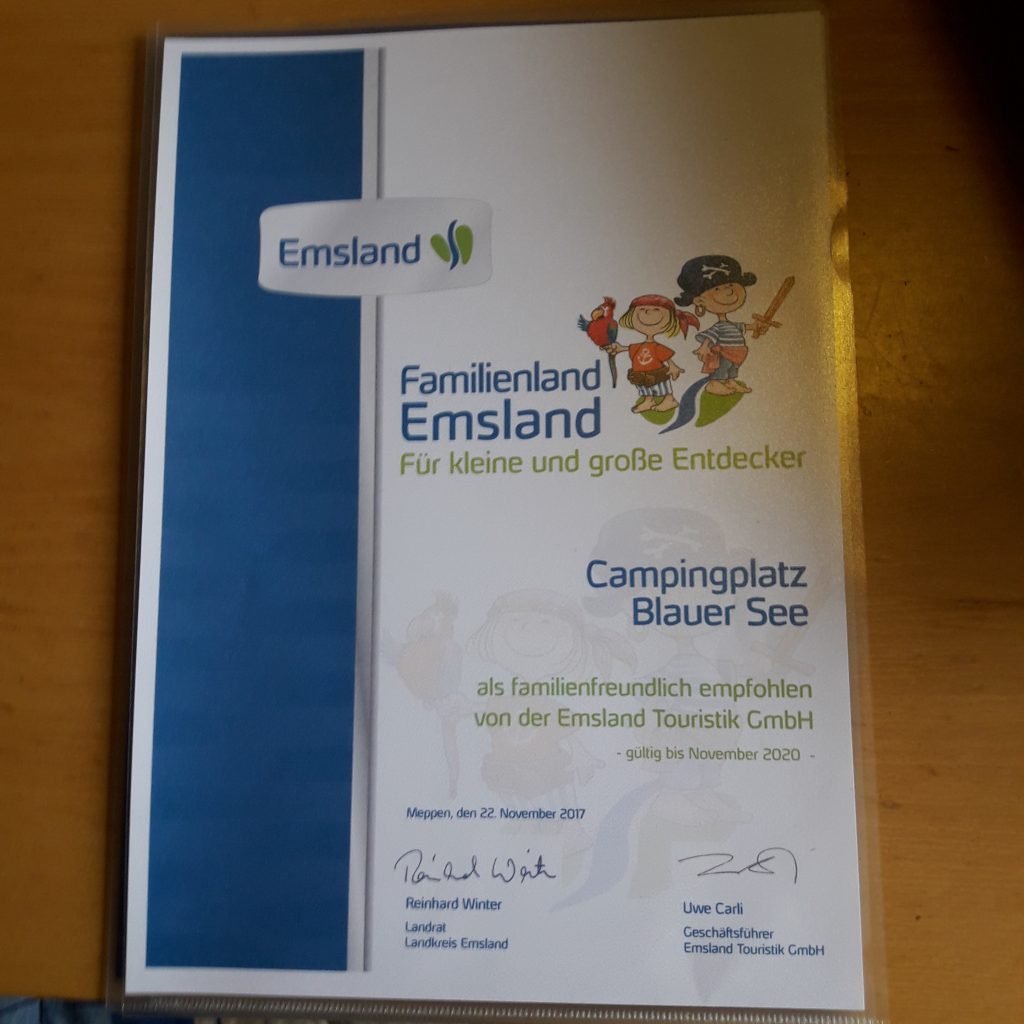 Emsland
Familienland
Emsland
Für kleine und große Entdecker
Campingplatz
Blauer See
als familienfreundlich empfohlen
von der Emsland Touristik GmbH
- gültig bis November 2020 -
Meppen, den 22. November 2017
Reinhard Winter
Reinhard Winter
Landrat
Landkreis Emsland
Uwe Carli
Geschäftsführer
Emsland Touristik GmbH